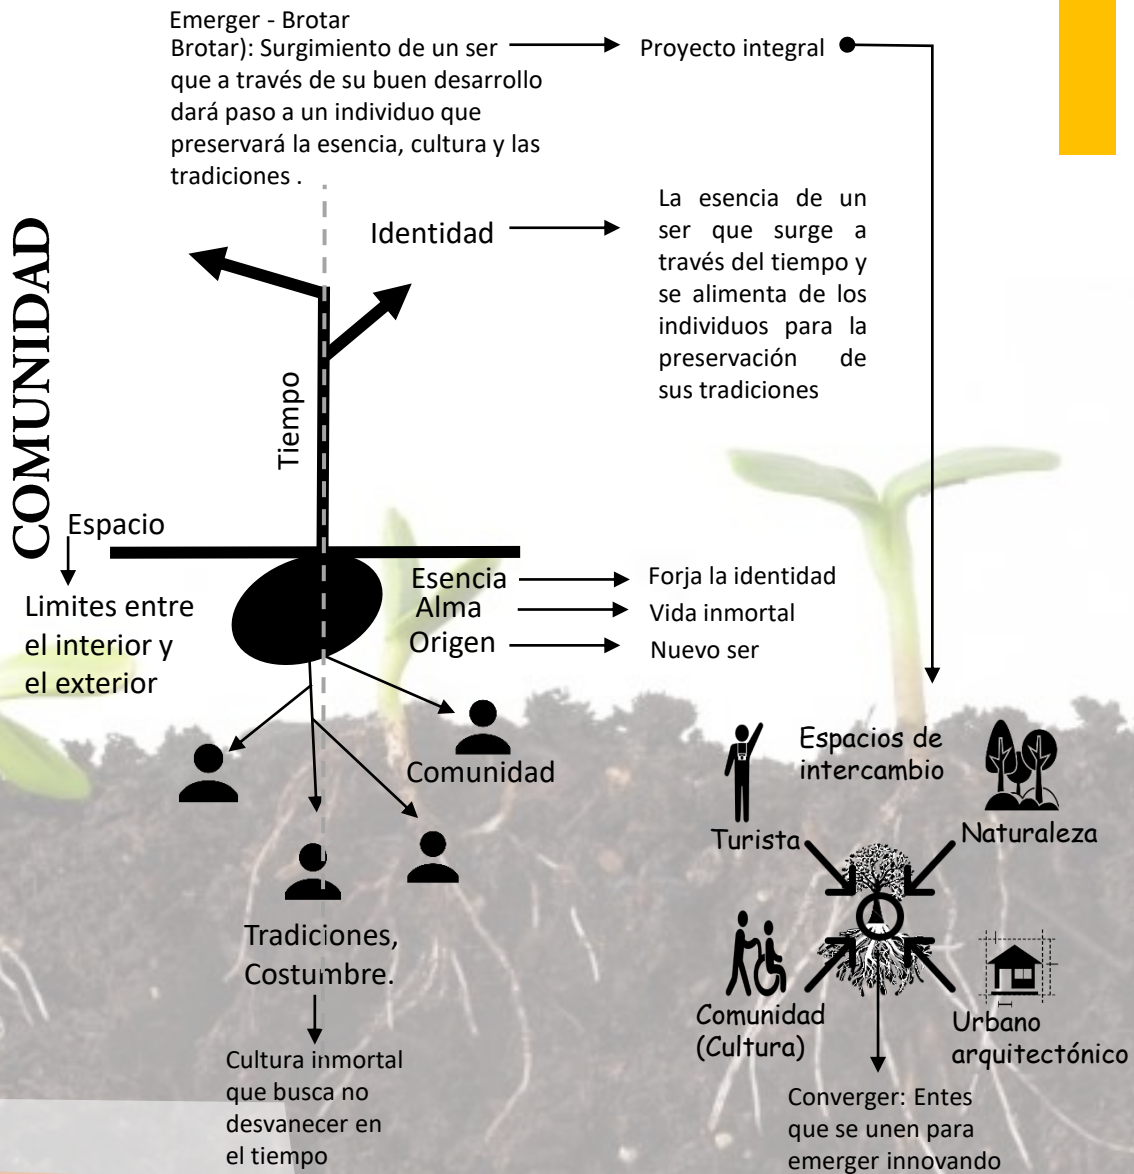 Emerger - Brotar
Brotar): Surgimiento de un ser
que a través de su buen desarrollo
dará paso a un individuo que
preservará la esencia, cultura y las
tradiciones .
Proyecto integral
COMUNIDAD
Identidad
La esencia de un
ser que surge a
través del tiempo y
se alimenta de los
individuos para la
preservación de
sus tradiciones
Tiempo
Espacio
Limites entre
el interior y
el exterior
Esencia
Forja la identidad
Alma
Vida inmortal
Origen
Nuevo ser
Comunidad
Tradiciones,
Costumbre.
Cultura inmortal
que busca no
desvanecer en
el tiempo
Espacios de
intercambio
Turista
Naturaleza
Comunidad
(Cultura)
Urbano
arquitectónico
Converger: Entes
que se unen para
emerger innovando